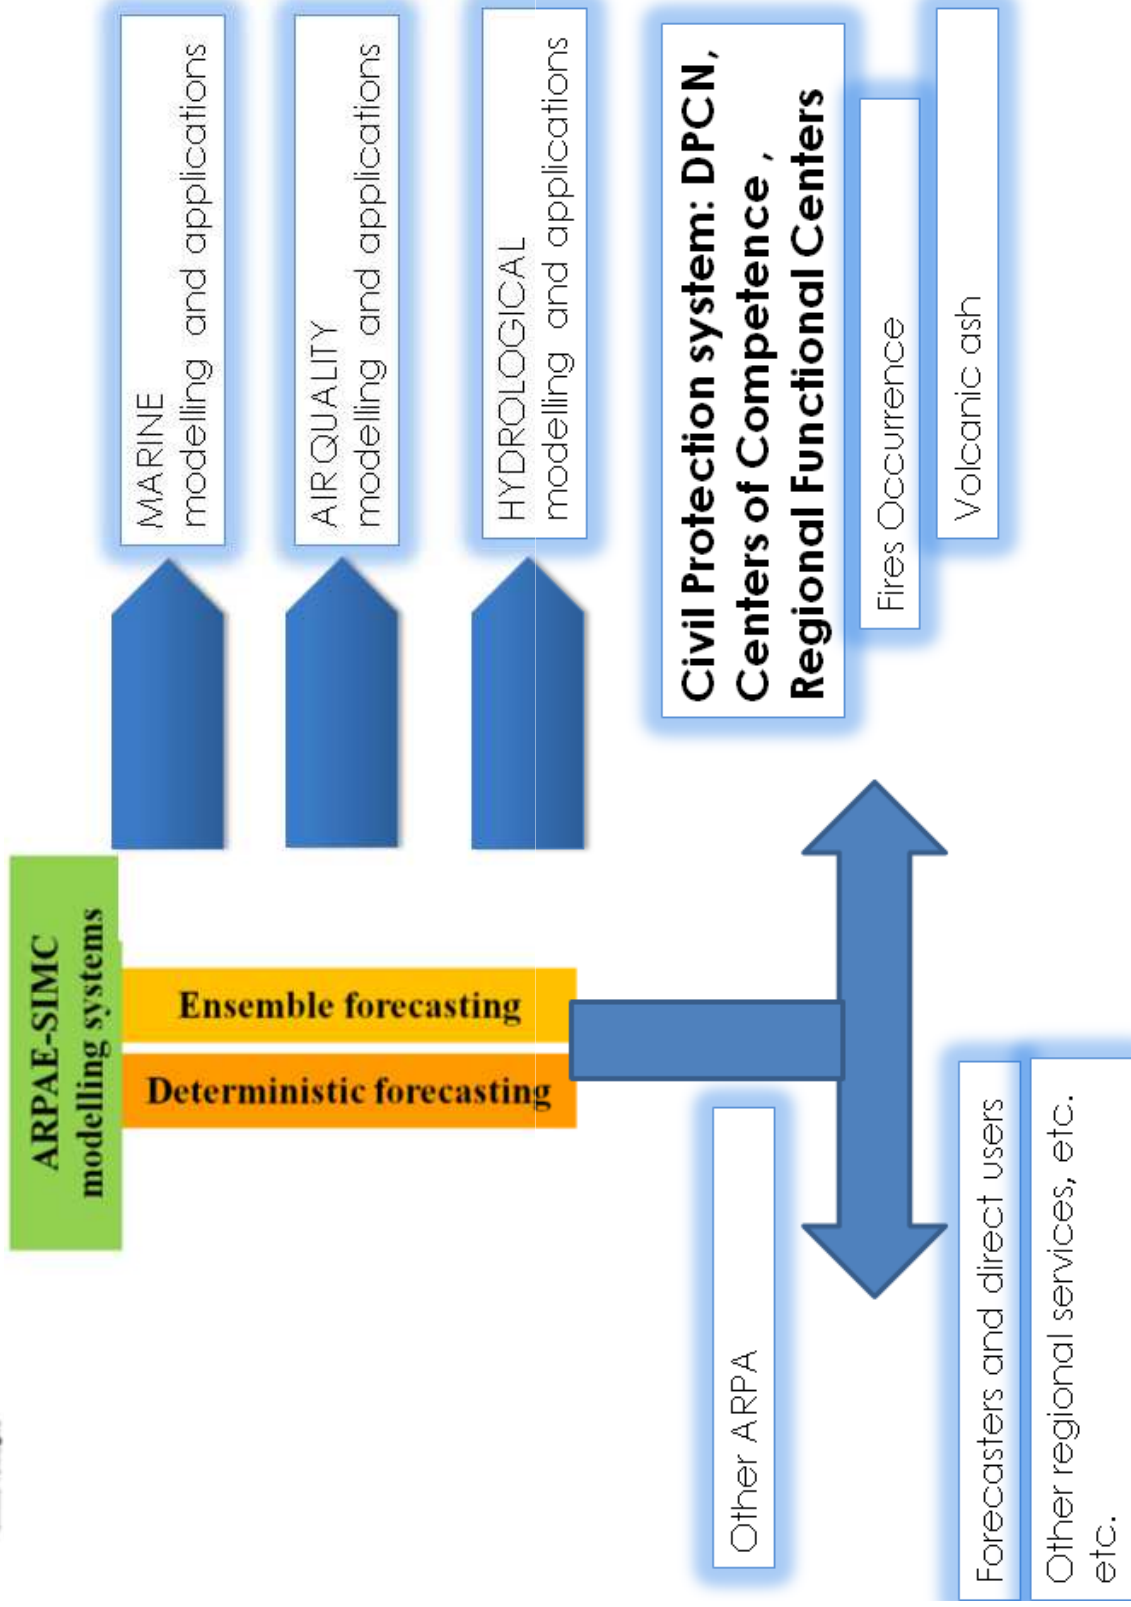 ARPAE-SIMC
modelling systems
Deterministic forecasting
Ensemble forecasting
MARINE
modelling and applications
AIRQUALITY
modelling and applications
HYDROLOGICAL
modelling and applications
Civil Protection system: DPCN,
Centers of Competence ,
Regional Functional Centers
Fires Occurrence
Volcanic ash
Other ARPA
Forecasters and direct users
Other regional services, etc.
etc.